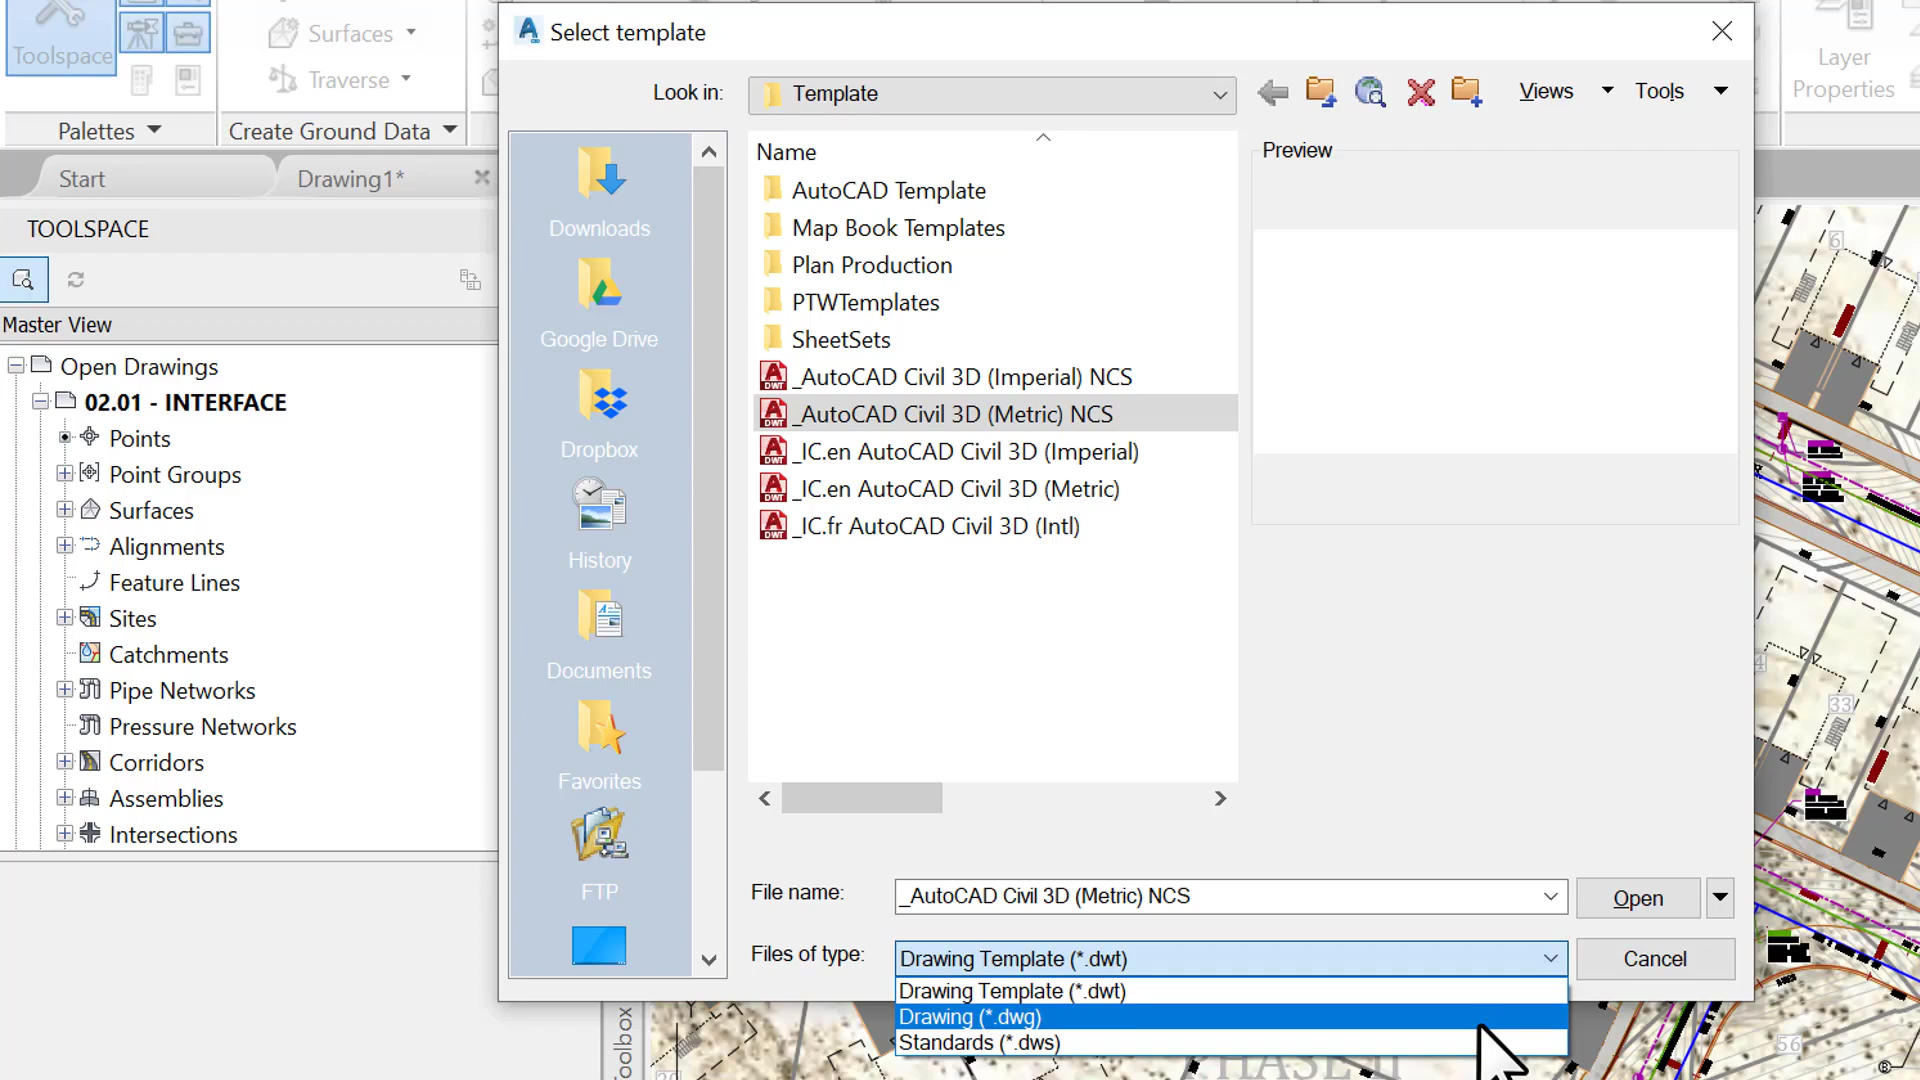 Toolspace
Surfaces
Traverse
Palettes
Create Ground Data
Start
Drawing1*
TOOLSPACE
Master View
Open Drawings
02.01 - INTERFACE
Points
Point Groups
Surfaces
Alignments
Feature Lines
Sites
Catchments
Pipe Networks
Pressure Networks
Corridors
Assemblies
Intersections
Select template
Look in:
Template
Views
Tools
Downloads
Google Drive
Dropbox
History
Documents
Favorites
FTP
Name
AutoCAD Template
Map Book Templates
Plan Production
PTWTemplates
SheetSets
_AutoCAD Civil 3D (Imperial) NCS
_AutoCAD Civil 3D (Metric) NCS
_IC.en AutoCAD Civil 3D (Imperial)
_IC.en AutoCAD Civil 3D (Metric)
_IC.fr AutoCAD Civil 3D (Intl)
Preview
File name:
_AutoCAD Civil 3D (Metric) NCS
Open
Files of type:
Drawing Template (*.dwt)
Cancel
Drawing Template (*.dwt)
Drawing (*.dwg)
Standards (*.dws)
Layer
Properties
6
33
56
PHASE II